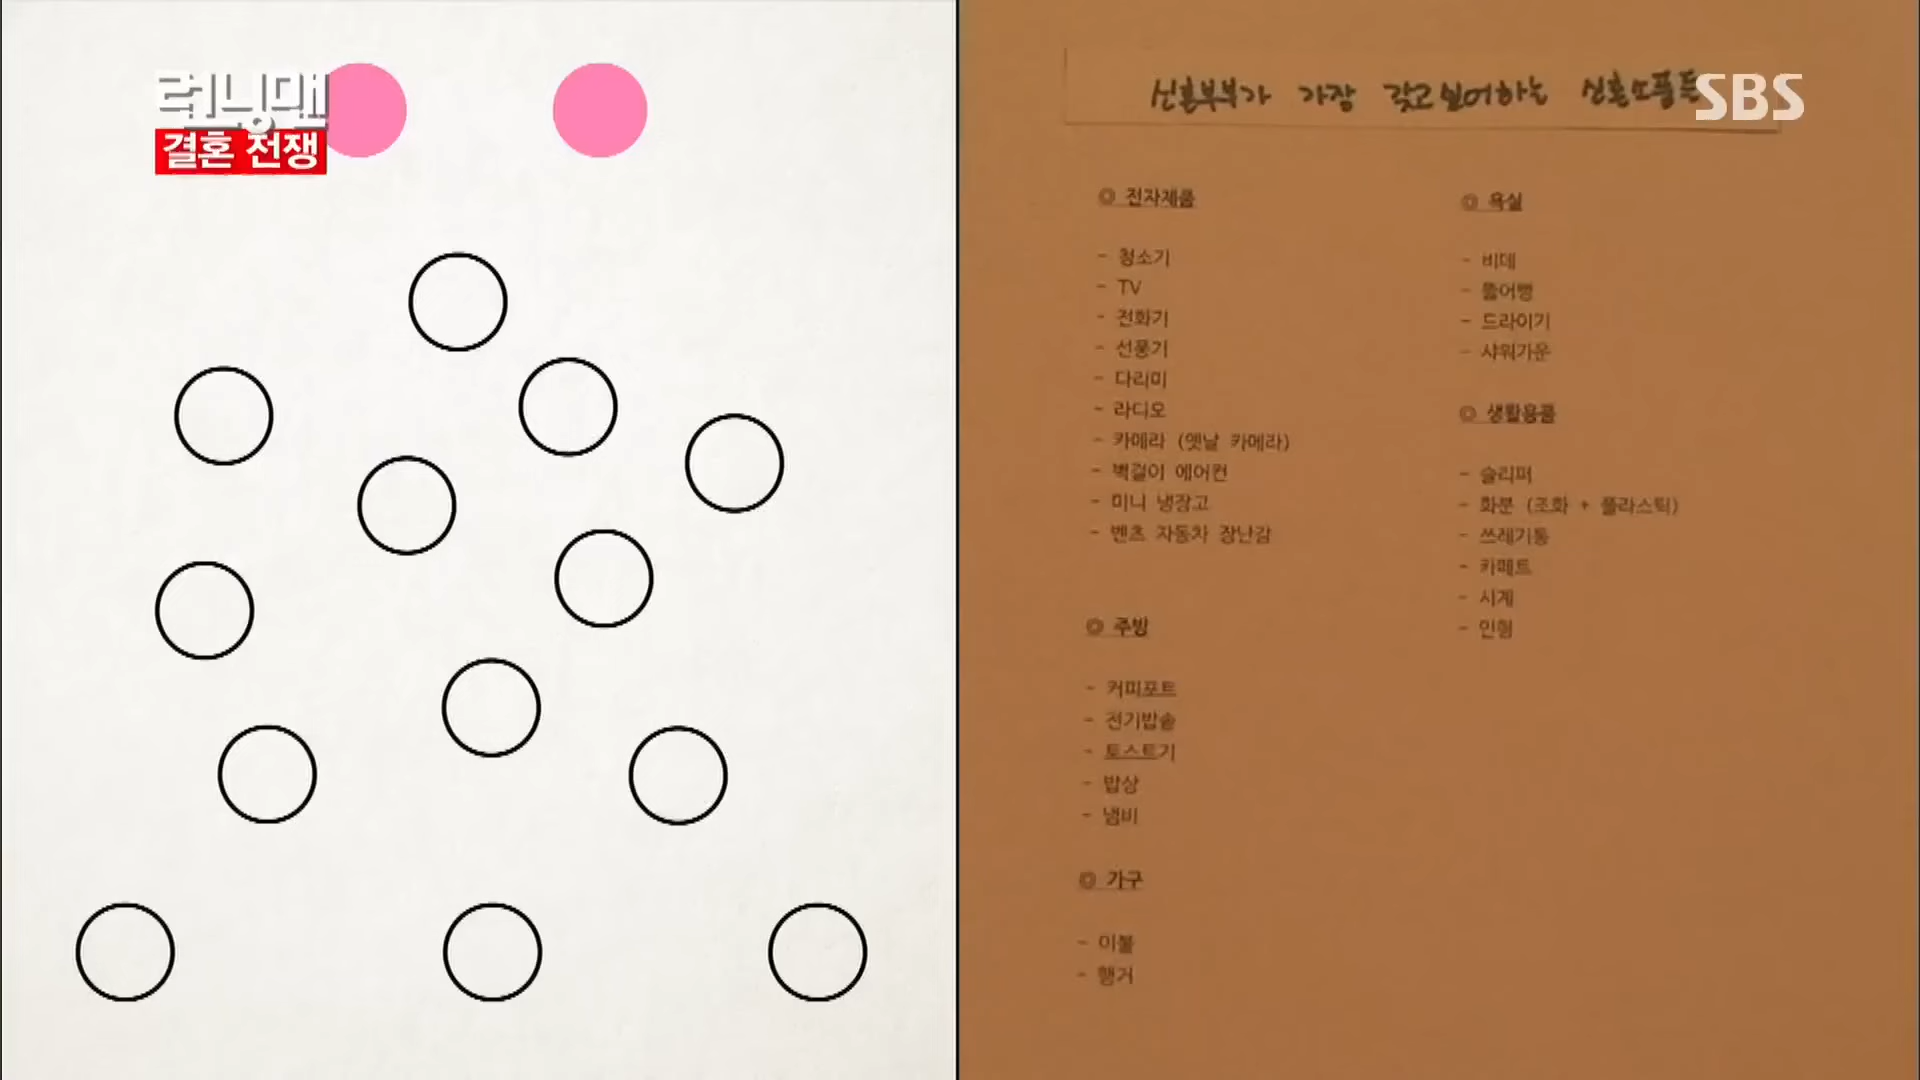 런닝맨
결혼 전쟁
SBS
신혼부부가 가장 갖고싶어하는 신혼소품들
◎ 전자제품
- 청소기
- TV
- 전화기
- 선풍기
- 다리미
- 라디오
- 카메라 (옛날 카메라)
- 벽걸이 에어컨
- 미니 냉장고
- 벤츠 자동차 장난감
◎ 주방
- 커피포트
- 전기밥솥
- 토스트기
- 밥상
- 냄비
◎ 가구
- 이불
- 행거
◎ 욕실
- 비데
- 뚫어뻥
- 드라이기
- 샤워가운
◎ 생활용품
- 슬리퍼
- 화분 (조화 + 플라스틱)
- 쓰레기통
- 카페트
- 시계
- 인형